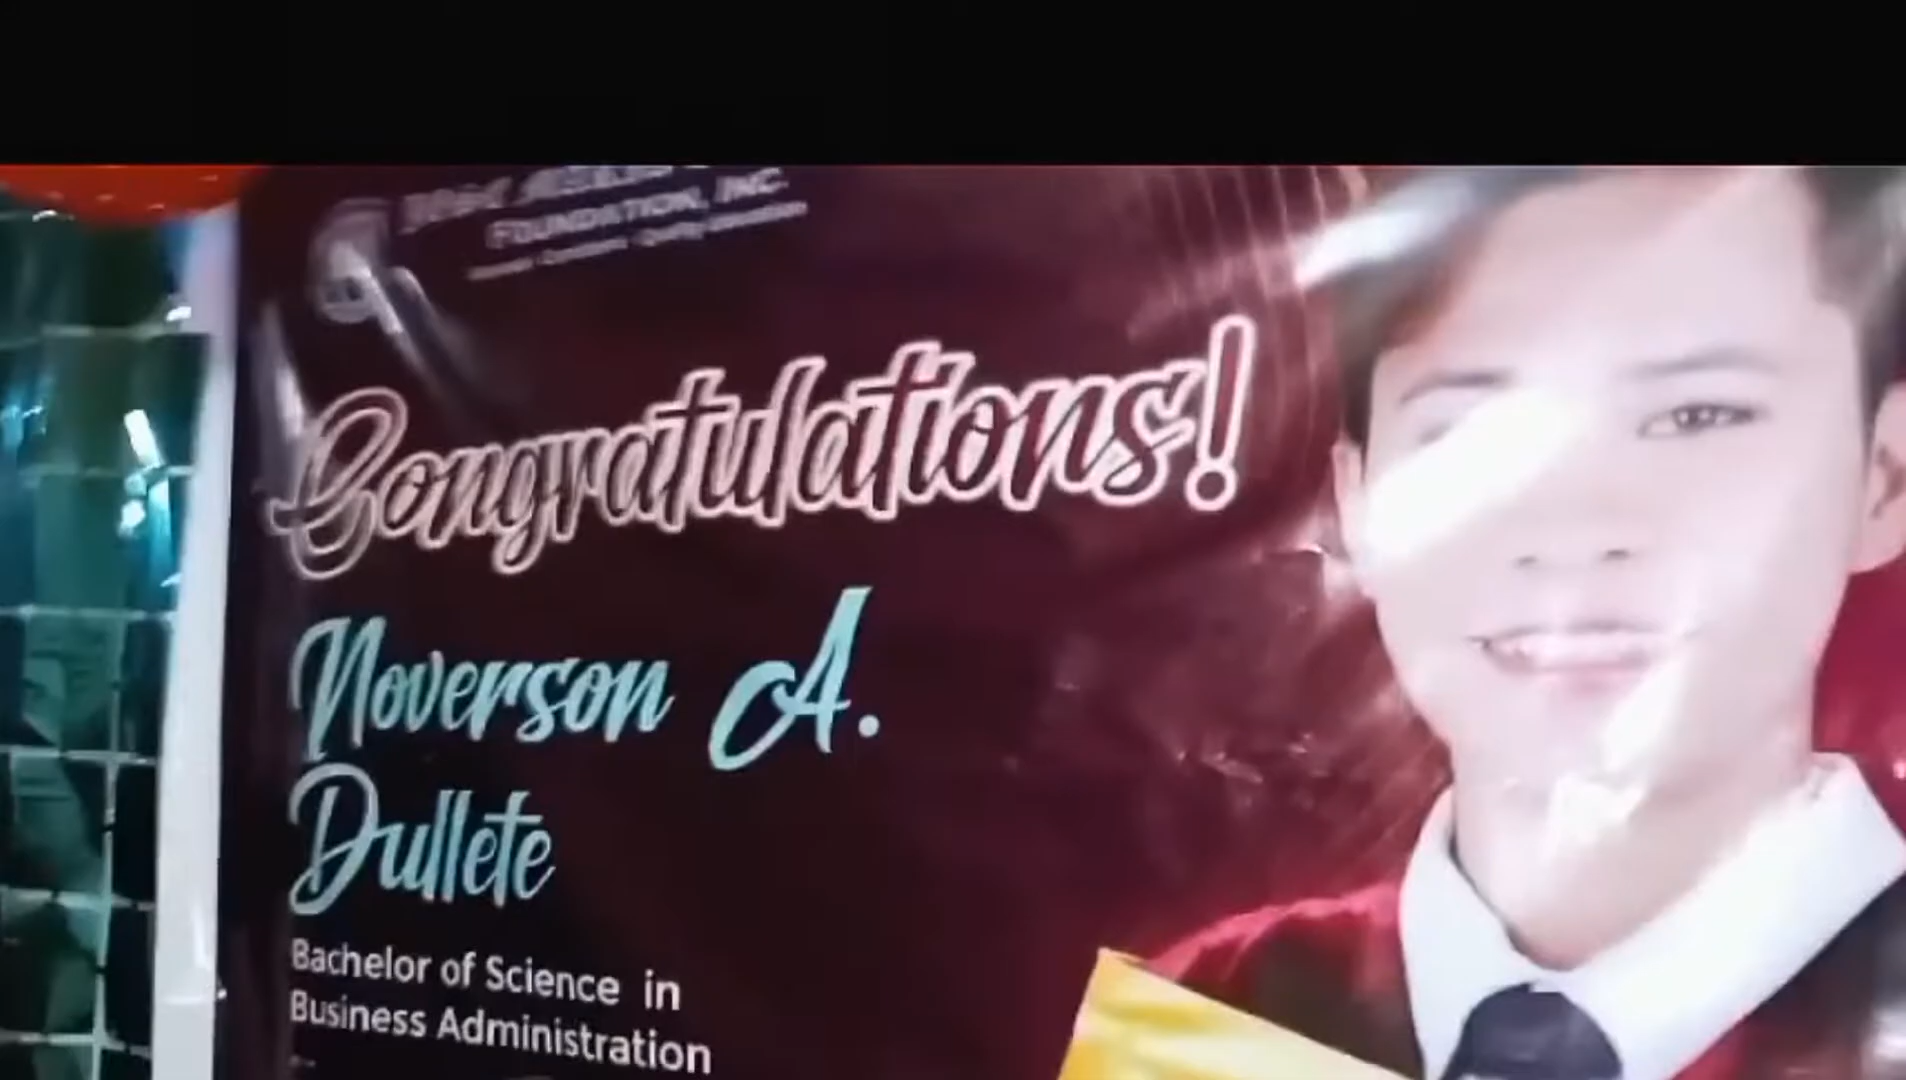 FOUNDATION, INC.
Congratulations!
Noverson A.
Dullete
Bachelor of Science in
Business Administration